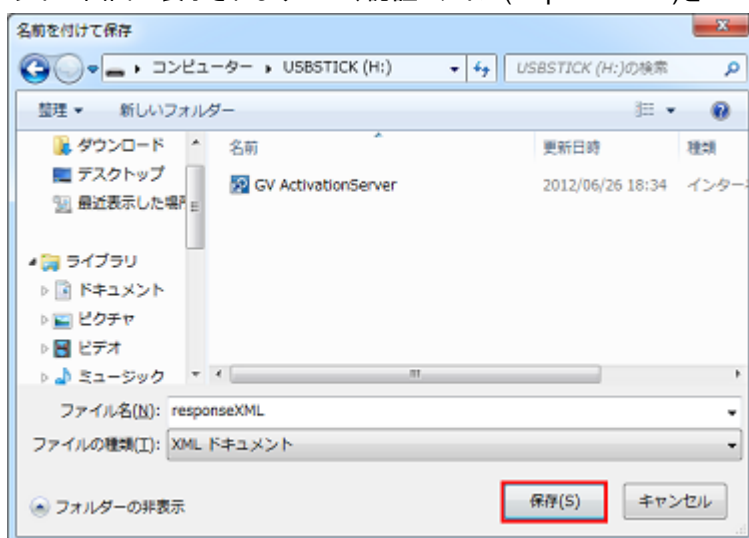 名前を付けて保存
コンピューター ▸ USBSTICK (H:)
USBSTICK (H:)の検索
整理
新しいフォルダー
ダウンロード
デスクトップ
最近表示した場所
ライブラリ
ドキュメント
ピクチャ
ビデオ
ミュージック
名前
更新日時
種類
GV ActivationServer
2012/06/26 18:34
インターネ
ファイル名(N): responseXML
ファイルの種類(T): XML ドキュメント
フォルダーの非表示
保存(S)
キャンセル